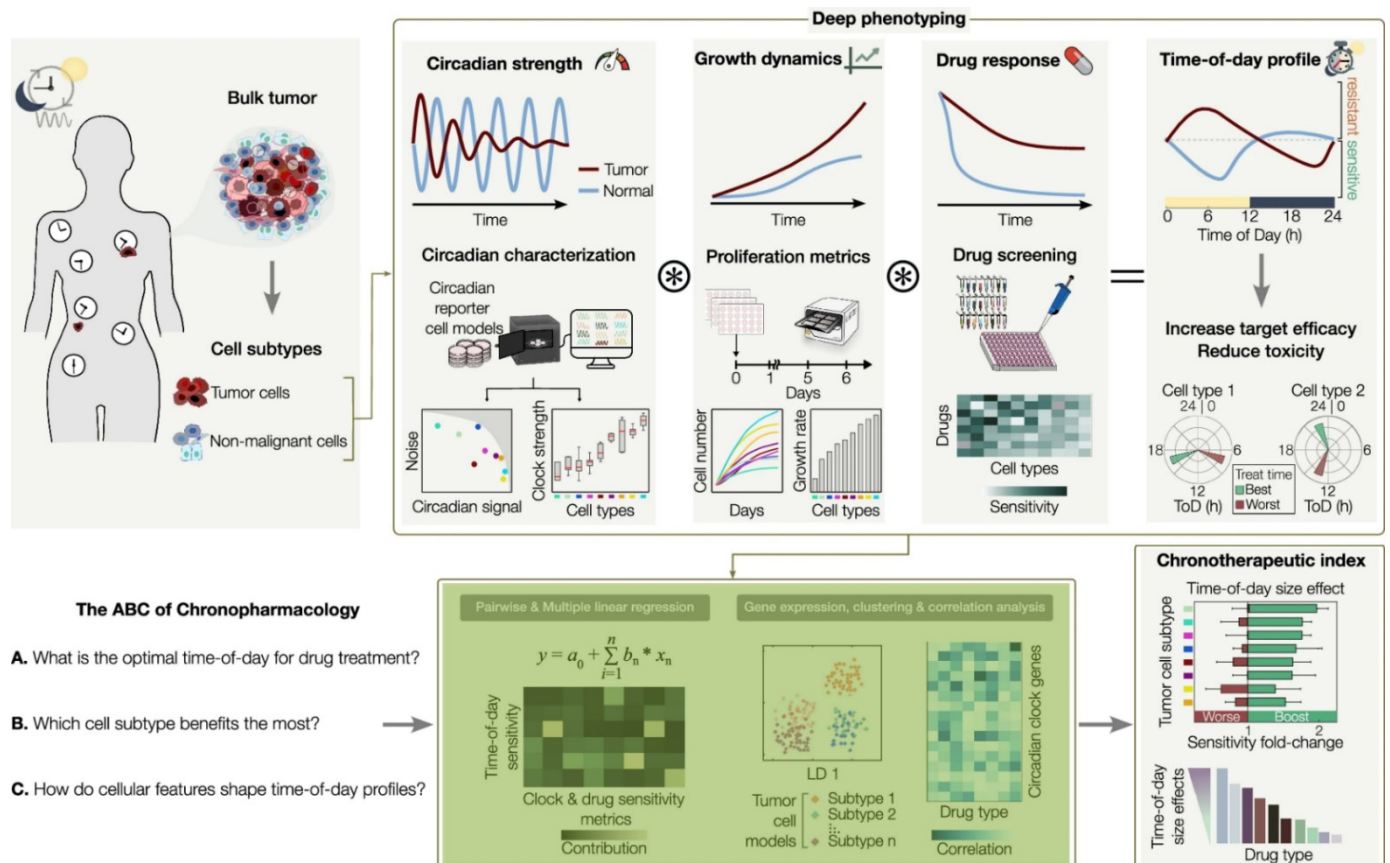 Deep phenotyping
Bulk tumor
Cell subtypes
Tumor cells
Non-malignant cells
Circadian strength
Tumor
Normal
Time
Circadian characterization
Circadian
reporter
cell models
Noise
Circadian signal
Clock strength
Cell types
Growth dynamics
Time
Proliferation metrics
0 1 5 6
Days
Cell number
Days
Growth rate
Cell types
Drug response
Time
Drug screening
Drugs
Cell types
Sensitivity
Time-of-day profile
resistant
sensitive
0 6 12 18 24
Time of Day (h)
Increase target efficacy
Reduce toxicity
Cell type 1
24 | 0
18
6
12
ToD (h)
Cell type 2
24 | 0
18
6
12
ToD (h)
Treat time
Best
Worst
The ABC of Chronopharmacology
A. What is the optimal time-of-day for drug treatment?
B. Which cell subtype benefits the most?
C. How do cellular features shape time-of-day profiles?
Pairwise & Multiple linear regression
y = a0 + n∑i=1 bn * xn
Time-of-day
sensitivity
Clock & drug sensitivity
metrics
Contribution
Gene expression, clustering & correlation analysis
LD 1
Tumor
cell
models
Subtype 1
Subtype 2
Subtype n
Circadian clock genes
Drug type
Correlation
Chronotherapeutic index
Time-of-day size effect
Tumor cell subtype
Worse
Boost
1 2
Sensitivity fold-change
Time-of-day
size effects
Drug type